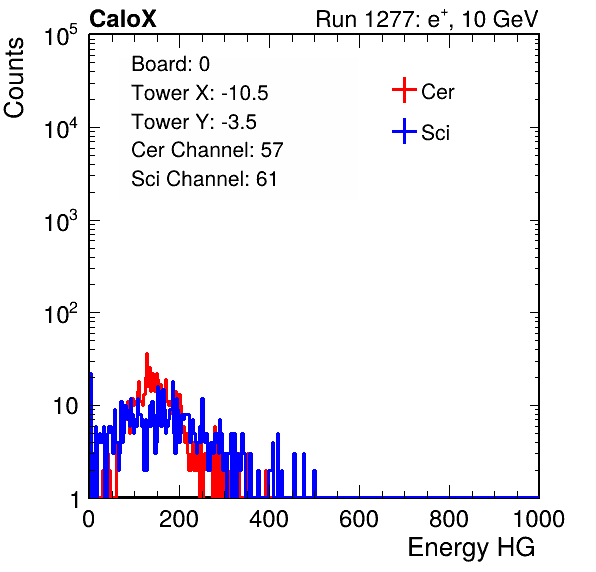 CaloX Run 1277: e⁺, 10 GeV
Counts
Board: 0
Tower X: -10.5
Tower Y: -3.5
Cer Channel: 57
Sci Channel: 61
Cer
Sci
10⁵
10⁴
10³
10²
10
1
0 200 400 600 800 1000
Energy HG